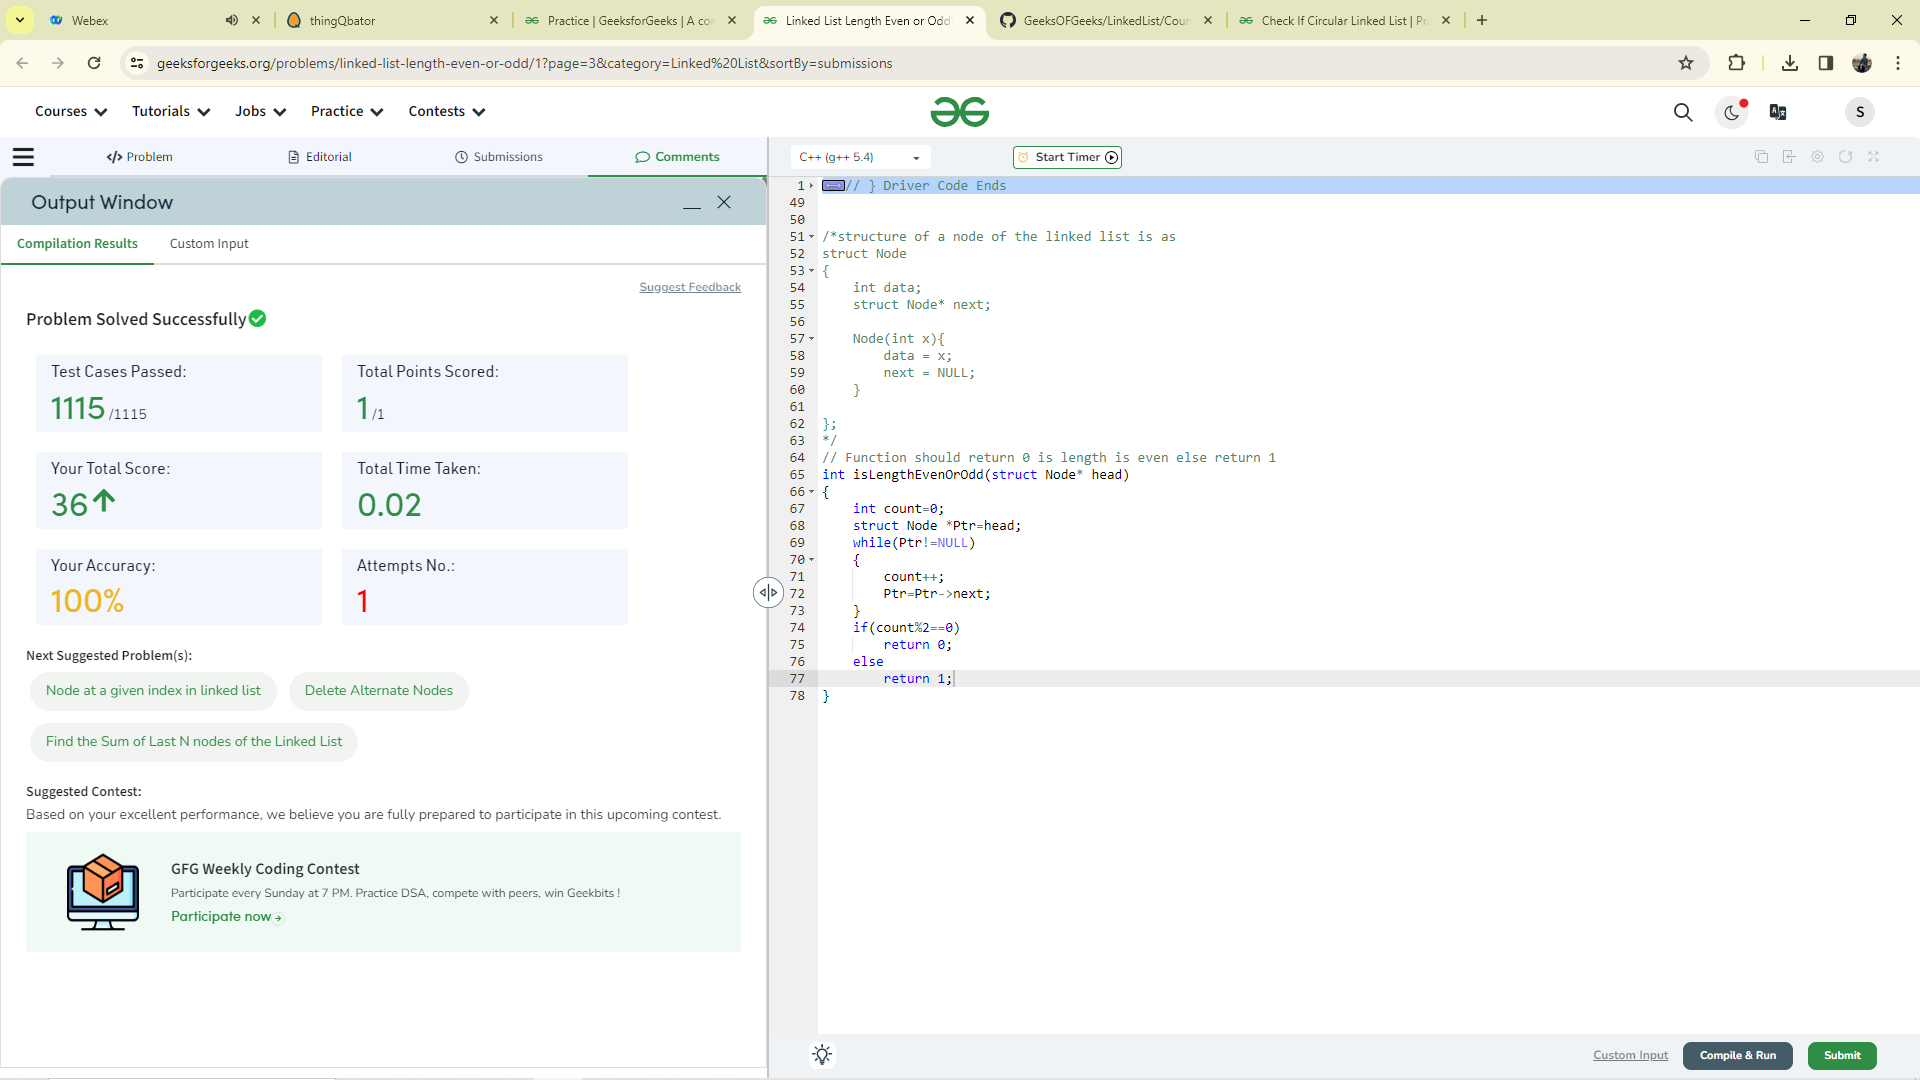 Webex
thingQbator
Practice | GeeksforGeeks | A co
Linked List Length Even or Odd
GeeksOFGeeks/LinkedList/Coun
Check If Circular Linked List | Pr
geeksforgeeks.org/problems/linked-list-length-even-or-odd/1?page=3&category=Linked%20List&sortBy=submissions
Courses
Tutorials
Jobs
Practice
Contests
S
</> Problem
Editorial
Submissions
Comments
C++ (g++ 5.4)
Start Timer
Output Window
Compilation Results
Custom Input
Suggest Feedback
Problem Solved Successfully
Test Cases Passed:
1115 /1115
Total Points Scored:
1 /1
Your Total Score:
36
Total Time Taken:
0.02
Your Accuracy:
100%
Attempts No.:
1
Next Suggested Problem(s):
Node at a given index in linked list
Delete Alternate Nodes
Find the Sum of Last N nodes of the Linked List
Suggested Contest:
Based on your excellent performance, we believe you are fully prepared to participate in this upcoming contest.
GFG Weekly Coding Contest
Participate every Sunday at 7 PM. Practice DSA, compete with peers, win Geekbits !
Participate now
1 // } Driver Code Ends
49
50
51 /*structure of a node of the linked list is as
52 struct Node
53 {
54 int data;
55 struct Node* next;
56
57 Node(int x){
58 data = x;
59 next = NULL;
60 }
61
62 };
63 */
64 // Function should return 0 is length is even else return 1
65 int isLengthEvenOrOdd(struct Node* head)
66 {
67 int count=0;
68 struct Node *Ptr=head;
69 while(Ptr!=NULL)
70 {
71 count++;
72 Ptr=Ptr->next;
73 }
74 if(count%2==0)
75 return 0;
76 else
77 return 1;
78 }
Custom Input
Compile & Run
Submit